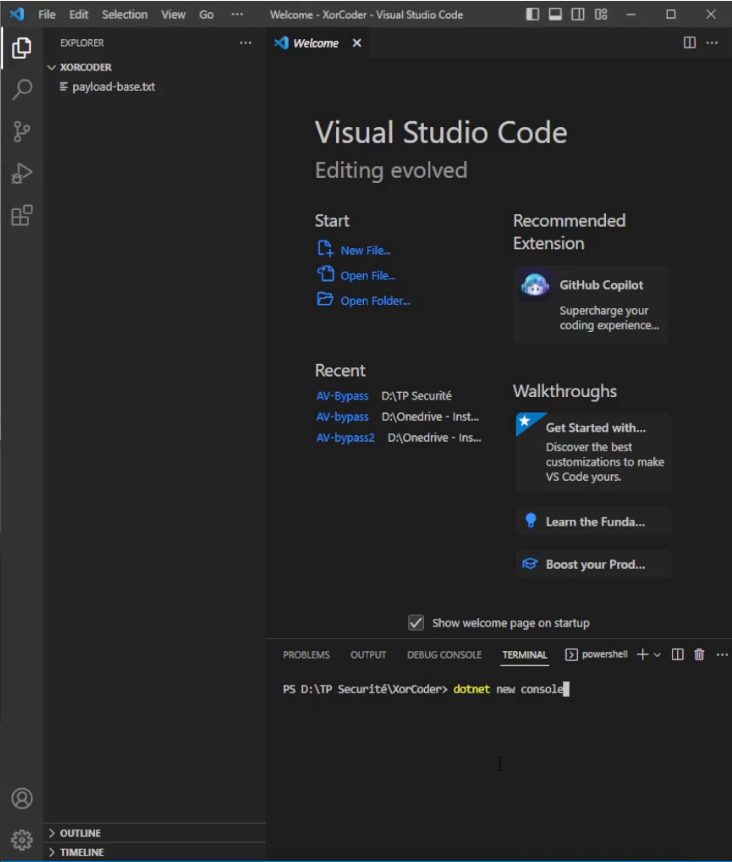 File Edit Selection View Go ··· Welcome - XorCoder - Visual Studio Code
EXPLORER ···
XORCODER
payload-base.txt
Welcome
Visual Studio Code
Editing evolved
Start
New File...
Open File...
Open Folder...
Recent
AV-Bypass D:\TP Securité
AV-bypass D:\Onedrive - Inst...
AV-bypass2 D:\Onedrive - Ins...
Recommended
Extension
GitHub Copilot
Supercharge your
coding experience...
Walkthroughs
Get Started with...
Discover the best
customizations to make
VS Code yours.
Learn the Funda...
Boost your Prod...
Show welcome page on startup
PROBLEMS OUTPUT DEBUG CONSOLE TERMINAL powershell
PS D:\TP Securité\XorCoder> dotnet new console
OUTLINE
TIMELINE